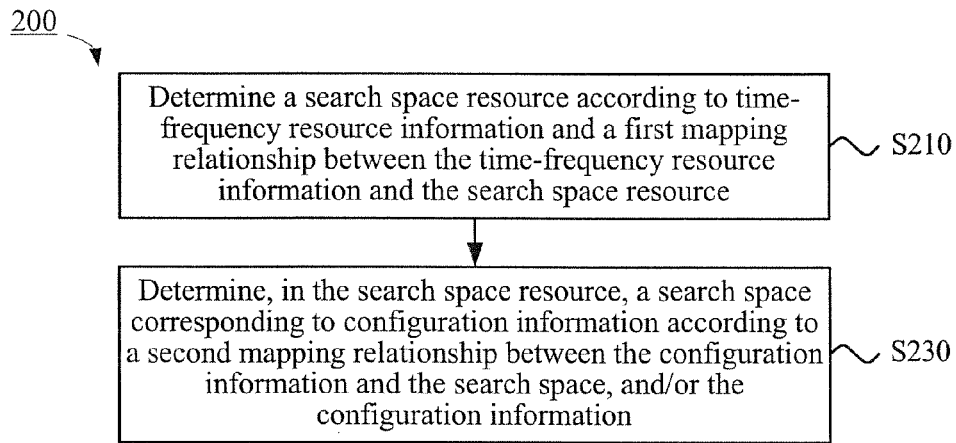 200
Determine a search space resource according to time-
frequency resource information and a first mapping
relationship between the time-frequency resource
information and the search space resource
S210
Determine, in the search space resource, a search space
corresponding to configuration information according to
a second mapping relationship between the configuration
information and the search space, and/or the
configuration information
S230